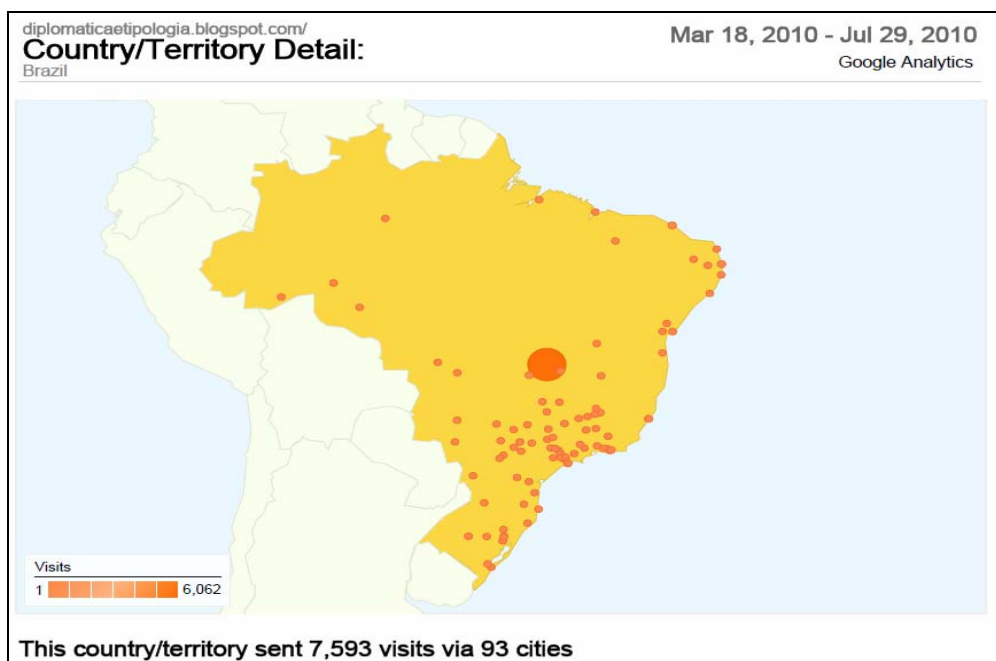 diplomaticaetipologia.blogspot.com/
Country/Territory Detail:
Brazil
Mar 18, 2010 - Jul 29, 2010
Google Analytics
Visits
1 6,062
This country/territory sent 7,593 visits via 93 cities